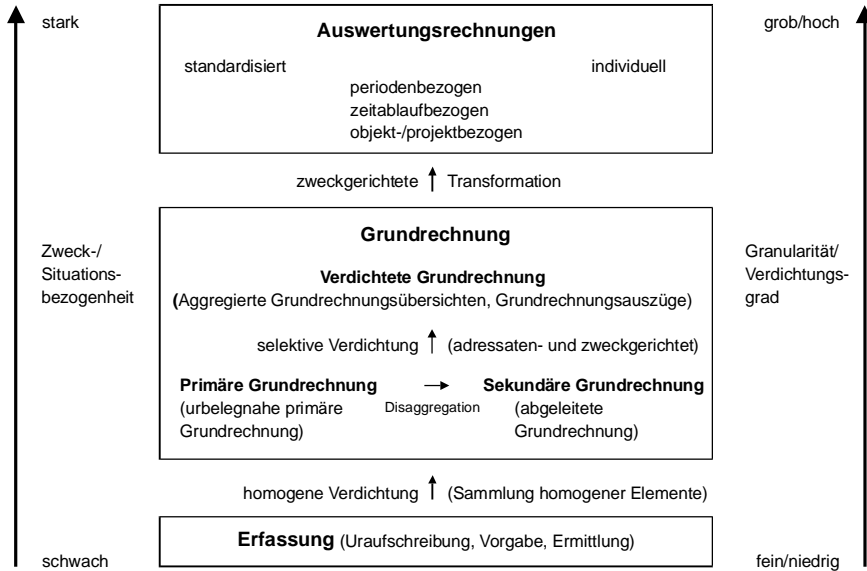 stark
Auswertungsrechnungen
grob/hoch
standardisiert
individuell
periodenbezogen
zeitablaufbezogen
objekt-/projektbezogen
zweckgerichtete Transformation
Zweck-/
Situations-
bezogenheit
Grundrechnung
Verdichtete Grundrechnung
(Aggregierte Grundrechnungsübersichten, Grundrechnungsauszüge)
selektive Verdichtung (adressaten- und zweckgerichtet)
Primäre Grundrechnung
(urbelegnahe primäre
Grundrechnung)
Disaggregation
Sekundäre Grundrechnung
(abgeleitete
Grundrechnung)
Granularität/
Verdichtungs-
grad
homogene Verdichtung (Sammlung homogener Elemente)
Erfassung (Uraufschreibung, Vorgabe, Ermittlung)
schwach
fein/niedrig